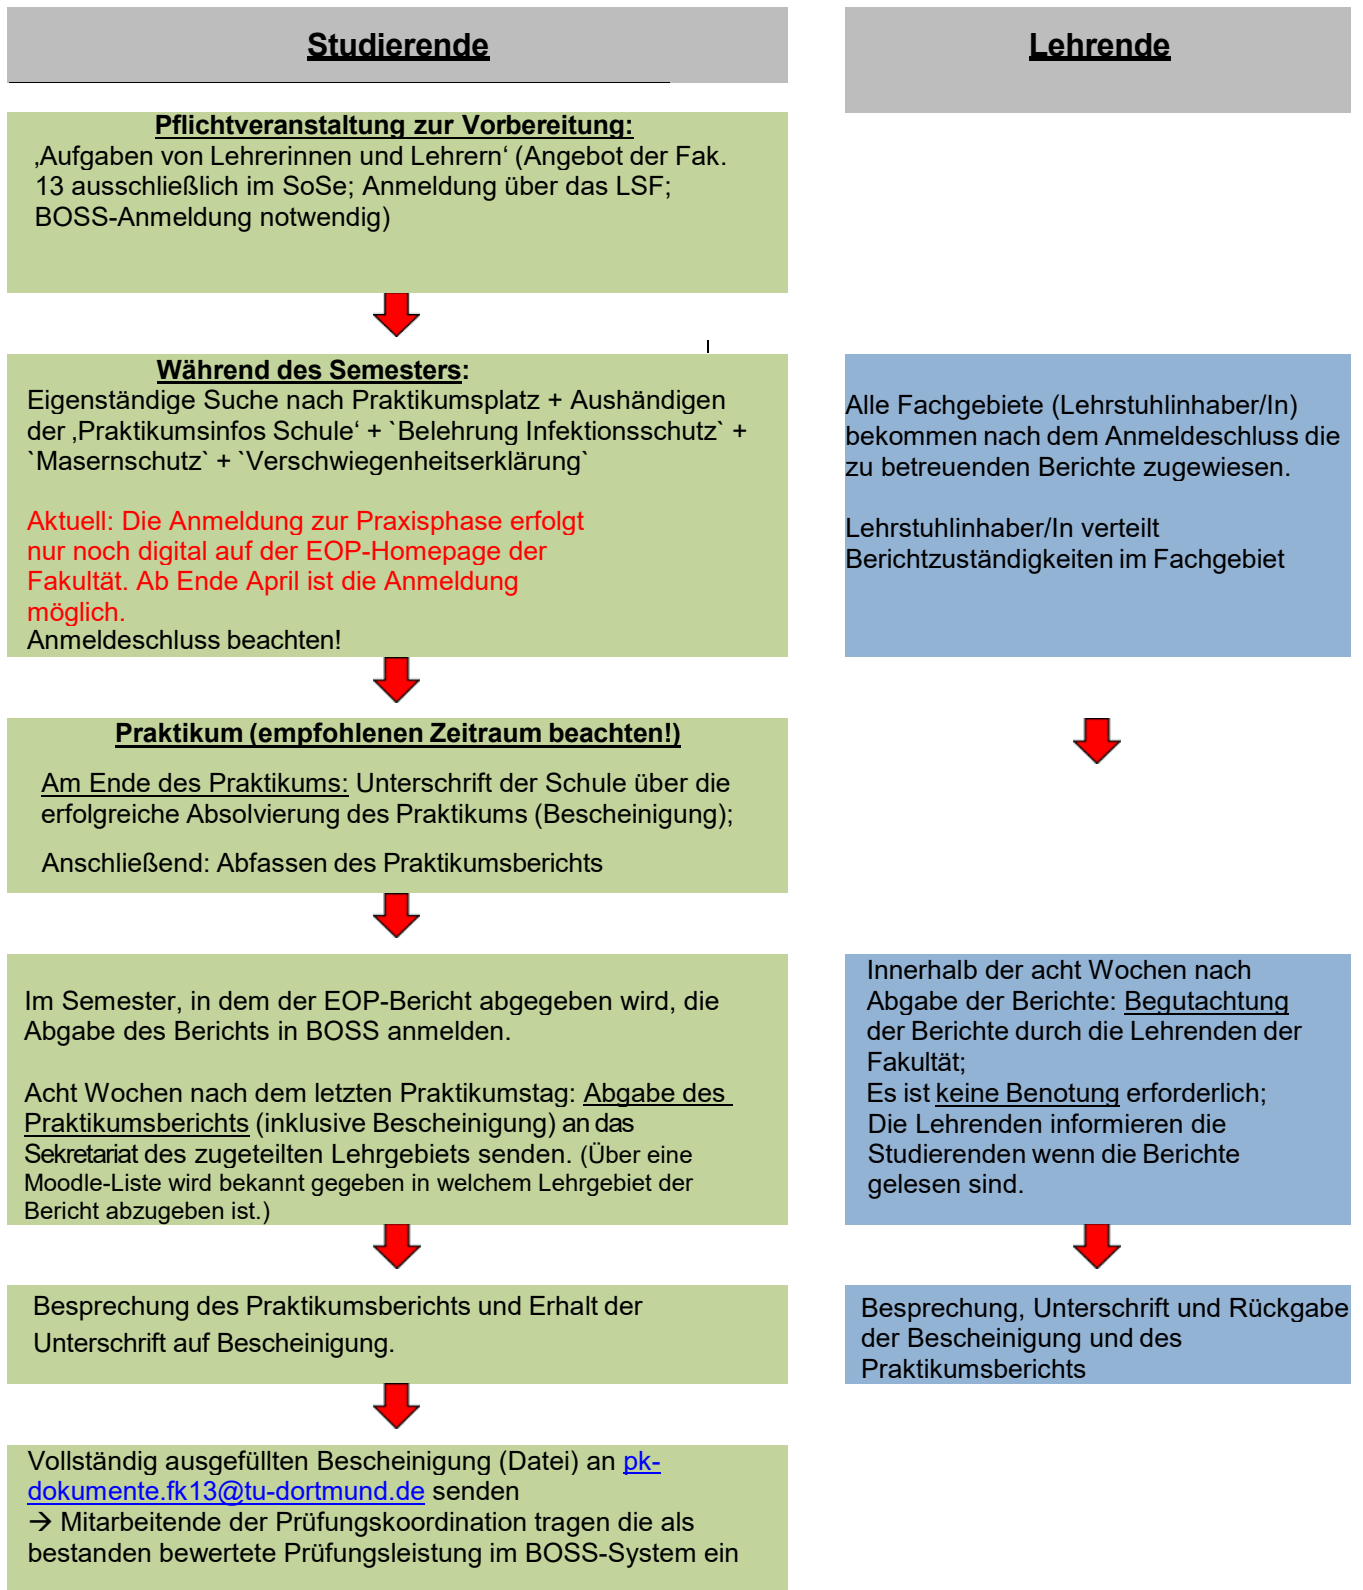 Studierende
Lehrende
Pflichtveranstaltung zur Vorbereitung:
‚Aufgaben von Lehrerinnen und Lehrern‘ (Angebot der Fak.
13 ausschließlich im SoSe; Anmeldung über das LSF;
BOSS-Anmeldung notwendig)
Während des Semesters:
Eigenständige Suche nach Praktikumsplatz + Aushändigen
der ‚Praktikumsinfos Schule‘ + `Belehrung Infektionsschutz` +
`Masernschutz` + `Verschwiegenheitserklärung`
Aktuell: Die Anmeldung zur Praxisphase erfolgt
nur noch digital auf der EOP-Homepage der
Fakultät. Ab Ende April ist die Anmeldung
möglich.
Anmeldeschluss beachten!
Alle Fachgebiete (Lehrstuhlinhaber/In)
bekommen nach dem Anmeldeschluss die
zu betreuenden Berichte zugewiesen.
Lehrstuhlinhaber/In verteilt
Berichtzuständigkeiten im Fachgebiet
Praktikum (empfohlenen Zeitraum beachten!)
Am Ende des Praktikums: Unterschrift der Schule über die
erfolgreiche Absolvierung des Praktikums (Bescheinigung);
Anschließend: Abfassen des Praktikumsberichts
Im Semester, in dem der EOP-Bericht abgegeben wird, die
Abgabe des Berichts in BOSS anmelden.
Acht Wochen nach dem letzten Praktikumstag: Abgabe des
Praktikumsberichts (inklusive Bescheinigung) an das
Sekretariat des zugeteilten Lehrgebiets senden. (Über eine
Moodle-Liste wird bekannt gegeben in welchem Lehrgebiet der
Bericht abzugeben ist.)
Innerhalb der acht Wochen nach
Abgabe der Berichte: Begutachtung
der Berichte durch die Lehrenden der
Fakultät;
Es ist keine Benotung erforderlich;
Die Lehrenden informieren die
Studierenden wenn die Berichte
gelesen sind.
Besprechung des Praktikumsberichts und Erhalt der
Unterschrift auf Bescheinigung.
Besprechung, Unterschrift und Rückgabe
der Bescheinigung und des
Praktikumsberichts
Vollständig ausgefüllten Bescheinigung (Datei) an pk-
dokumente.fk13@tu-dortmund.de senden
→ Mitarbeitende der Prüfungskoordination tragen die als
bestanden bewertete Prüfungsleistung im BOSS-System ein